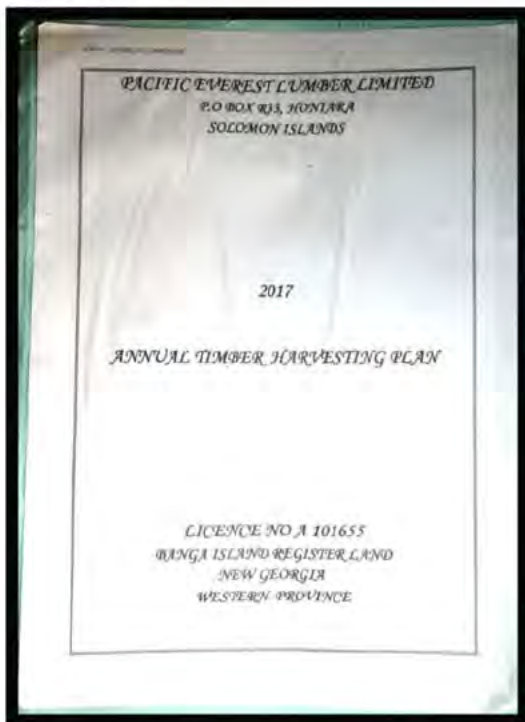 PACIFIC EVEREST LUMBER LIMITED
P.O BOX R33, HONIARA
SOLOMON ISLANDS
2017
ANNUAL TIMBER HARVESTING PLAN
LICENCE NO A 101655
BANGA ISLAND REGISTER LAND
NEW GEORGIA
WESTERN PROVINCE